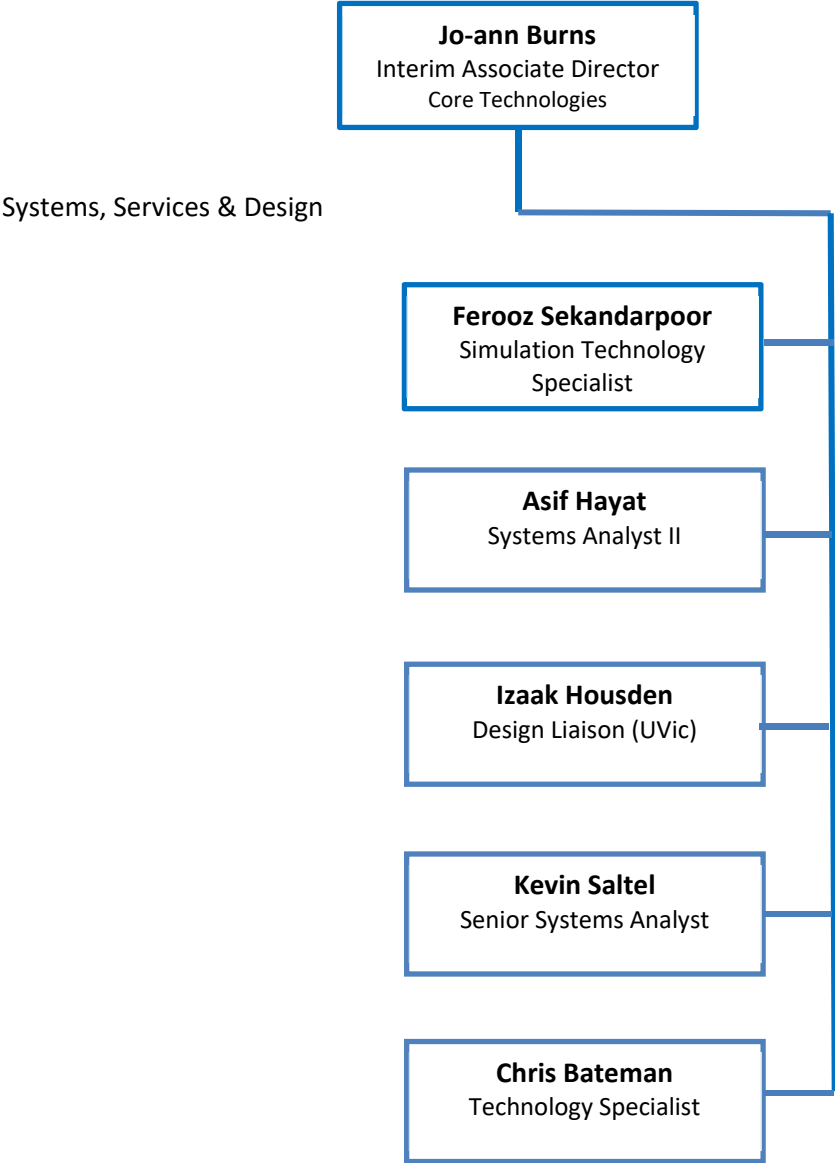 Jo-ann Burns
Interim Associate Director
Core Technologies
Systems, Services & Design
Ferooz Sekandarpoor
Simulation Technology
Specialist
Asif Hayat
Systems Analyst II
Izaak Housden
Design Liaison (UVic)
Kevin Saltel
Senior Systems Analyst
Chris Bateman
Technology Specialist